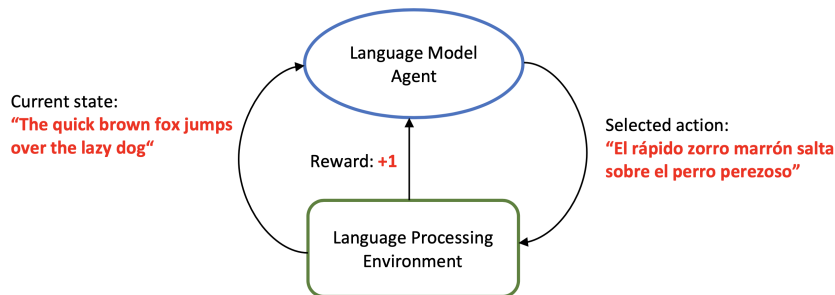 Language Model
Agent
Current state:
“The quick brown fox jumps
over the lazy dog“
Reward: +1
Selected action:
“El rápido zorro marrón salta
sobre el perro perezoso”
Language Processing
Environment